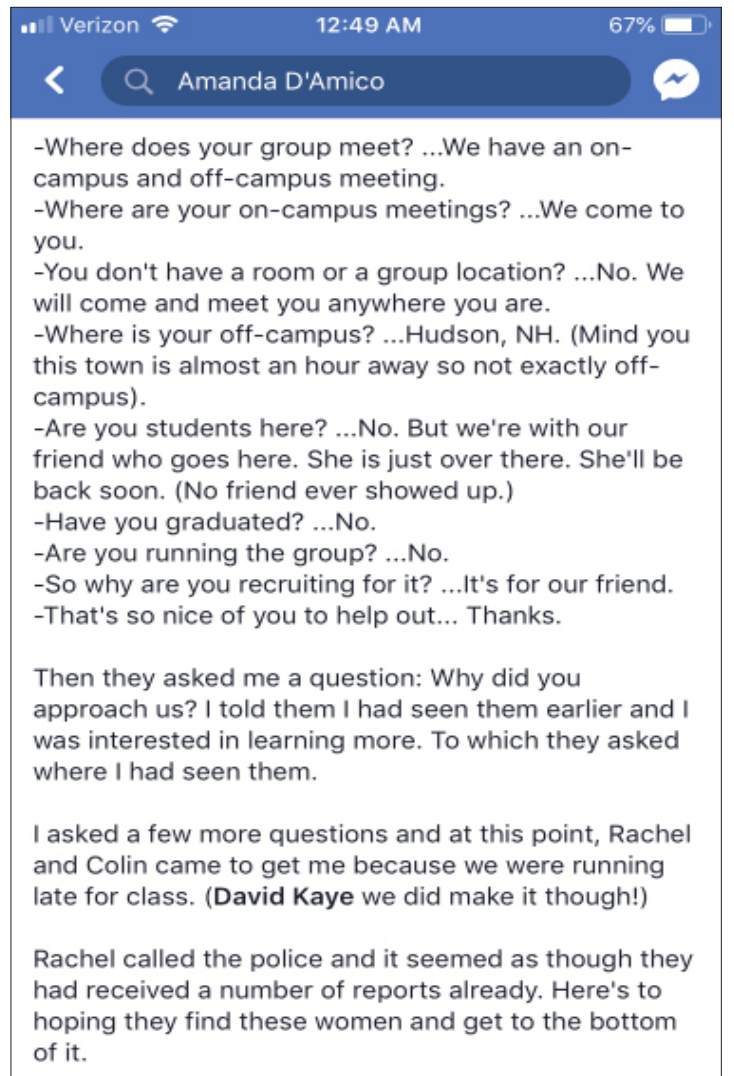 Verizon 12:49 AM 67%
Amanda D'Amico
-Where does your group meet? ...We have an on-
campus and off-campus meeting.
-Where are your on-campus meetings? ...We come to
you.
-You don't have a room or a group location? ...No. We
will come and meet you anywhere you are.
-Where is your off-campus? ...Hudson, NH. (Mind you
this town is almost an hour away so not exactly off-
campus).
-Are you students here? ...No. But we're with our
friend who goes here. She is just over there. She'll be
back soon. (No friend ever showed up.)
-Have you graduated? ...No.
-Are you running the group? ...No.
-So why are you recruiting for it? ...It's for our friend.
-That's so nice of you to help out... Thanks.
Then they asked me a question: Why did you
approach us? I told them I had seen them earlier and I
was interested in learning more. To which they asked
where I had seen them.
I asked a few more questions and at this point, Rachel
and Colin came to get me because we were running
late for class. (David Kaye we did make it though!)
Rachel called the police and it seemed as though they
had received a number of reports already. Here's to
hoping they find these women and get to the bottom
of it.